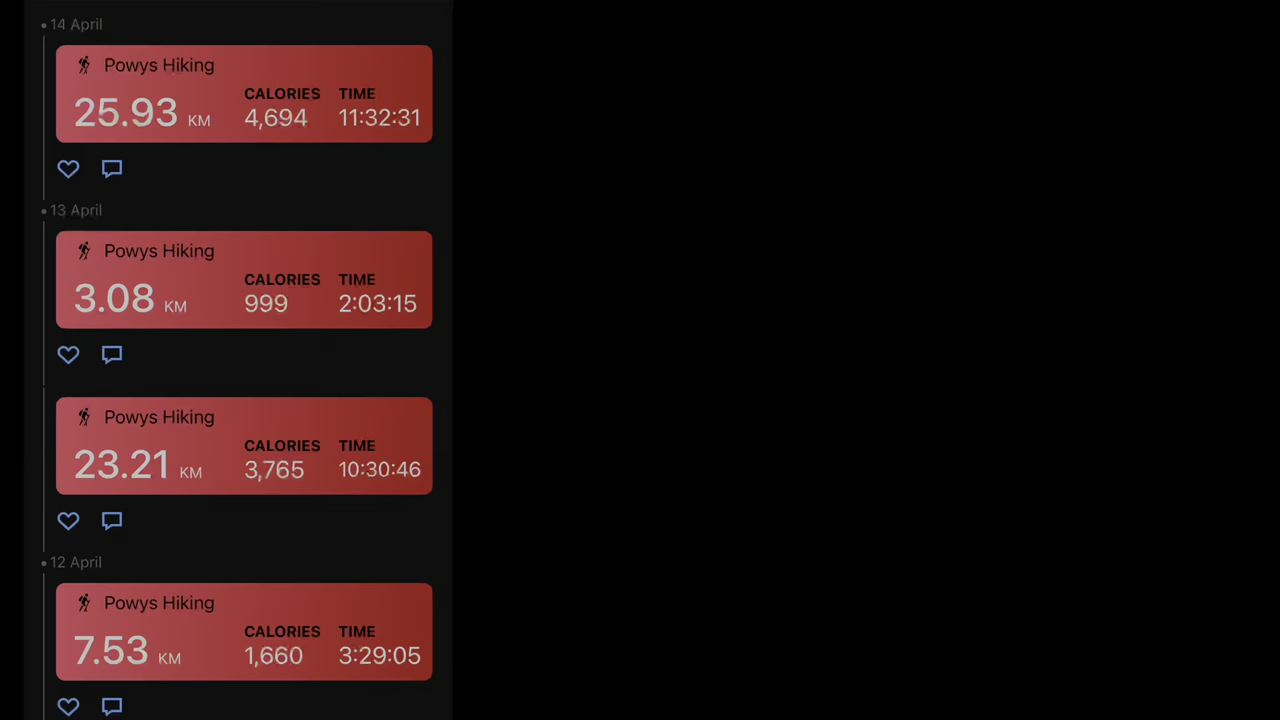 14 April
Powys Hiking
CALORIES TIME
25.93 KM 4,694 11:32:31
13 April
Powys Hiking
CALORIES TIME
3.08 KM 999 2:03:15
Powys Hiking
CALORIES TIME
23.21 KM 3,765 10:30:46
12 April
Powys Hiking
CALORIES TIME
7.53 KM 1,660 3:29:05